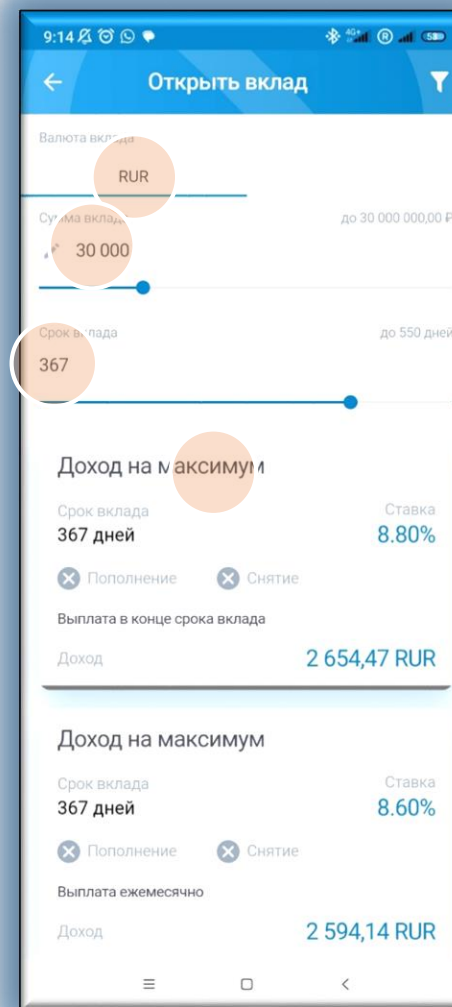 9:14
4G+ R 58
Открыть вклад
Валюта вклада
RUR
Сумма вклада до 30 000 000,00 ₽
30 000
Срок вклада до 550 дней
367
Доход на максимум
Срок вклада Ставка
367 дней 8.80%
Пополнение Снятие
Выплата в конце срока вклада
Доход 2 654,47 RUR
Доход на максимум
Срок вклада Ставка
367 дней 8.60%
Пополнение Снятие
Выплата ежемесячно
Доход 2 594,14 RUR